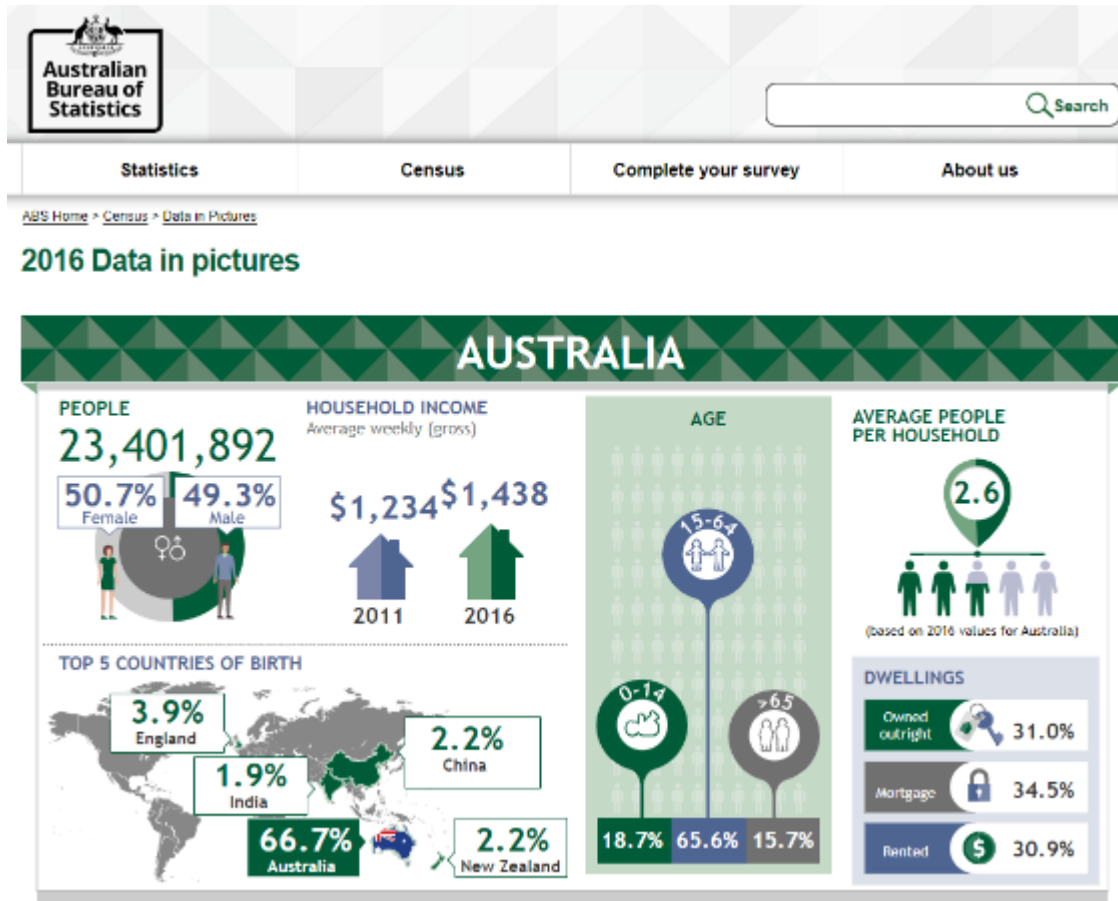 Australian
Bureau of
Statistics
Search
Statistics
Census
Complete your survey
About us
ABS Home > Census > Data in Pictures
2016 Data in pictures
AUSTRALIA
PEOPLE
23,401,892
50.7%
Female
49.3%
Male
HOUSEHOLD INCOME
Average weekly (gross)
$1,234
$1,438
2011
2016
TOP 5 COUNTRIES OF BIRTH
3.9%
England
2.2%
China
1.9%
India
66.7%
Australia
2.2%
New Zealand
AGE
15-64
0-14
>65
18.7%
65.6%
15.7%
AVERAGE PEOPLE
PER HOUSEHOLD
2.6
(based on 2016 values for Australia)
DWELLINGS
Owned
outright
31.0%
Mortgage
34.5%
Rented
$
30.9%